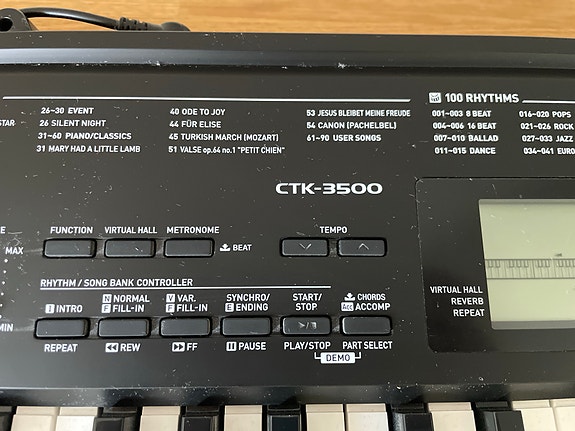 26-30 EVENT
26 SILENT NIGHT
31-60 PIANO/CLASSICS
31 MARY HAD A LITTLE LAMB
40 ODE TO JOY
44 FÜR ELISE
45 TURKISH MARCH (MOZART)
51 VALSE op.64 no.1 "PETIT CHIEN"
53 JESUS BLEIBET MEINE FREUDE
54 CANON (PACHELBEL)
61-90 USER SONGS
100 RHYTHMS
001-003 8 BEAT
004-006 16 BEAT
007-010 BALLAD
011-015 DANCE
016-020 POPS
021-026 ROCK
027-033 JAZZ
034-041 EURO
STAR
CTK-3500
MAX
FUNCTION
VIRTUAL HALL
METRONOME
BEAT
TEMPO
RHYTHM / SONG BANK CONTROLLER
I INTRO
N NORMAL
F FILL-IN
V VAR.
F FILL-IN
SYNCHRO/
E ENDING
START/
STOP
CHORDS
Acc ACCOMP
MIN
REPEAT
REW
FF
PAUSE
PLAY/STOP
PART SELECT
DEMO
VIRTUAL HALL
REVERB
REPEAT